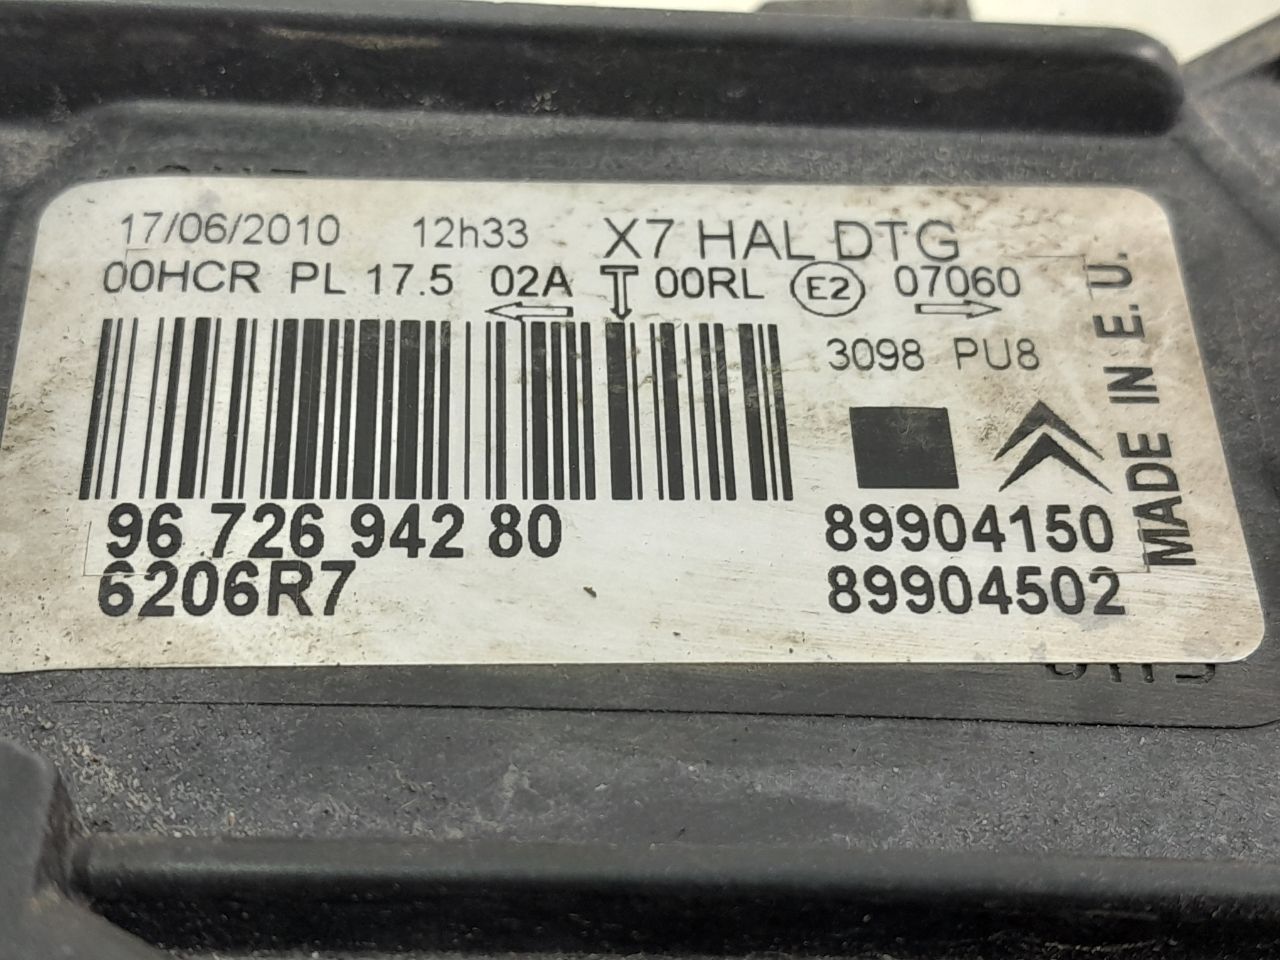 17/06/2010 12h33 X7 HAL DTG
00HCR PL 17.5 02A T 00RL E2 07060
3098 PU8
MADE IN E.U.
96 726 942 80 89904150
6206R7 89904502